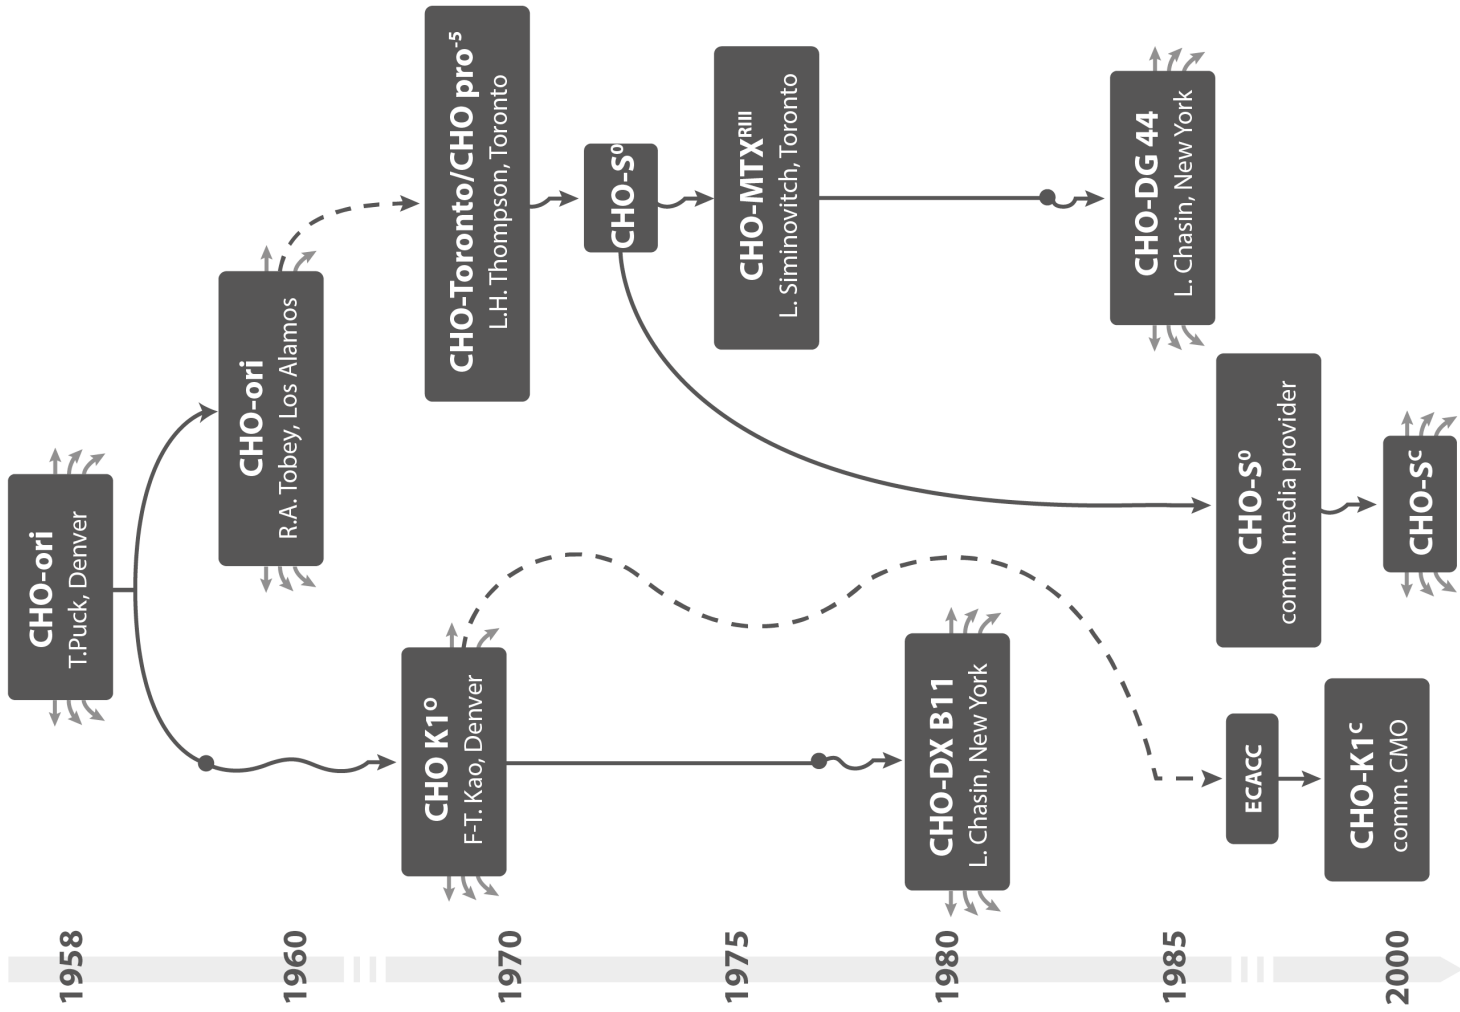 1958
1960
1970
1975
1980
1985
2000
CHO-ori
T.Puck, Denver
CHO-ori
R.A. Tobey, Los Alamos
CHO K1ᴼ
F-T. Kao, Denver
CHO-Toronto/CHO pro⁻⁵
L.H. Thompson, Toronto
CHO-S⁰
CHO-MTXᴿᴵᴵᴵ
L. Siminovitch, Toronto
CHO-DX B11
L. Chasin, New York
CHO-DG 44
L. Chasin, New York
CHO-S⁰
comm. media provider
ECACC
CHO-K1ᶜ
comm. CMO
CHO-Sᶜ